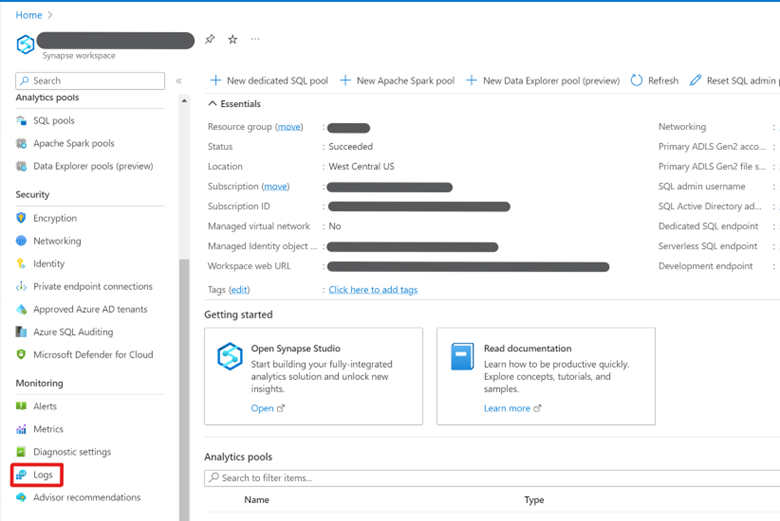 Home >
Synapse workspace
Search
«
Analytics pools
SQL pools
Apache Spark pools
Data Explorer pools (preview)
Security
Encryption
Networking
Identity
Private endpoint connections
Approved Azure AD tenants
Azure SQL Auditing
Microsoft Defender for Cloud
Monitoring
Alerts
Metrics
Diagnostic settings
Logs
Advisor recommendations
New dedicated SQL pool New Apache Spark pool New Data Explorer pool (preview) Refresh Reset SQL admin
Essentials
Resource group (move) :
Status : Succeeded
Location : West Central US
Subscription (move) :
Subscription ID :
Managed virtual network : No
Managed Identity object ... :
Workspace web URL :
Tags (edit) : Click here to add tags
Networking :
Primary ADLS Gen2 acco... :
Primary ADLS Gen2 file s... :
SQL admin username :
SQL Active Directory ad... :
Dedicated SQL endpoint :
Serverless SQL endpoint :
Development endpoint :
Getting started
Open Synapse Studio
Start building your fully-integrated
analytics solution and unlock new
insights.
Open
Read documentation
Learn how to be productive quickly.
Explore concepts, tutorials, and
samples.
Learn more
Analytics pools
Search to filter items...
Name Type